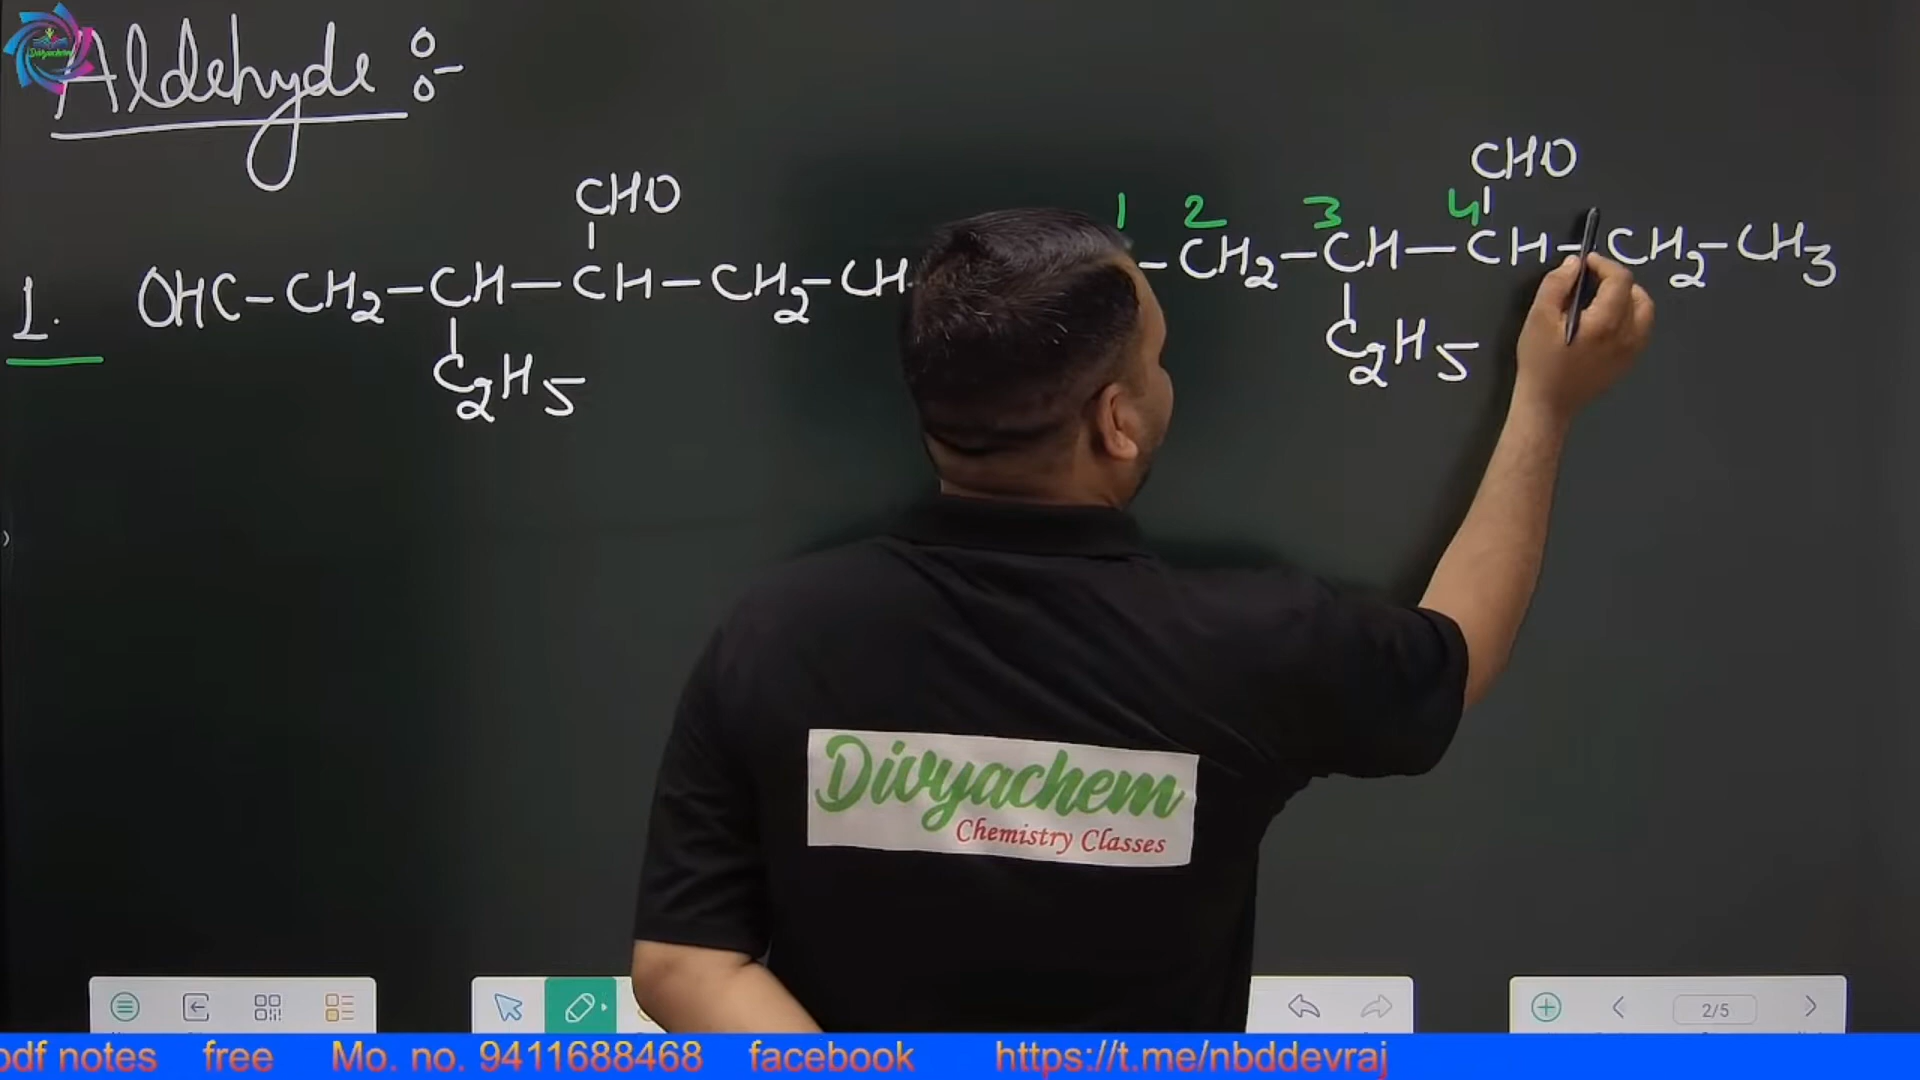 Aldehyde :-
CHO
CHO
1 2 3 4
1. OHC-CH2-CH-CH-CH2-CH
-CH2-CH-CH-CH2-CH3
C2H5
C2H5
Divyachem
Chemistry Classes
2/5
pdf notes free Mo. no. 9411688468 facebook https://t.me/nbddevraj